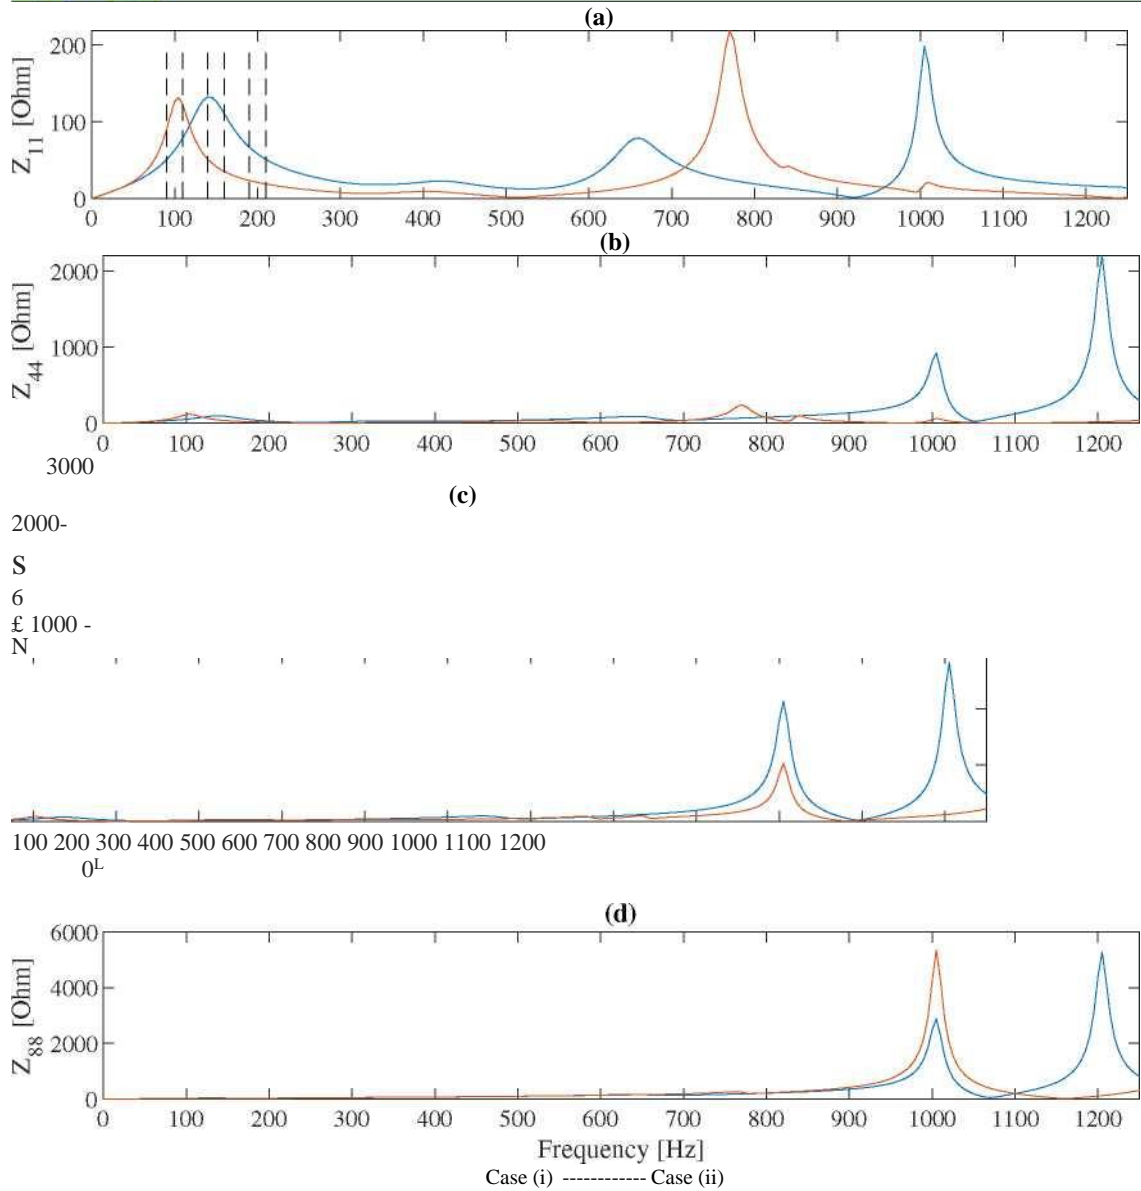 (a)
200
100
0
Z11 [Ohm]
0 100 200 300 400 500 600 700 800 900 1000 1100 1200
(b)
2000
1000
0
Z44 [Ohm]
0 100 200 300 400 500 600 700 800 900 1000 1100 1200
3000
(c)
2000-
S
6
£ 1000 -
N
100 200 300 400 500 600 700 800 900 1000 1100 1200
0L
(d)
6000
4000
2000
0
Z88 [Ohm]
0 100 200 300 400 500 600 700 800 900 1000 1100 1200
Frequency [Hz]
Case (i) ------------ Case (ii)